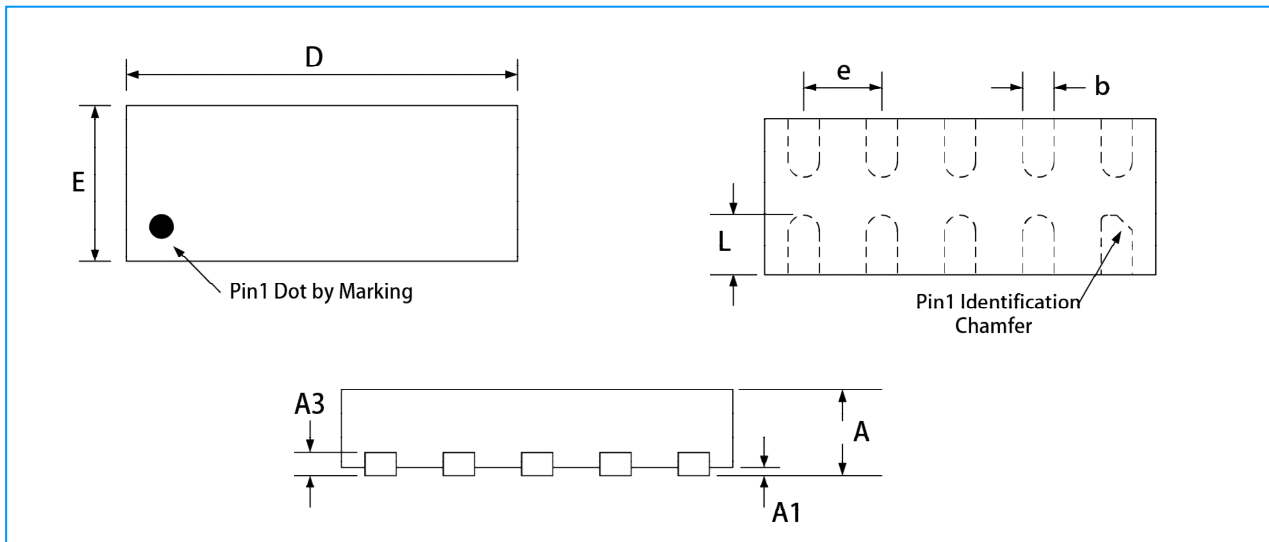 D
E
Pin1 Dot by Marking
e
b
L
Pin1 Identification
Chamfer
A3
A
A1